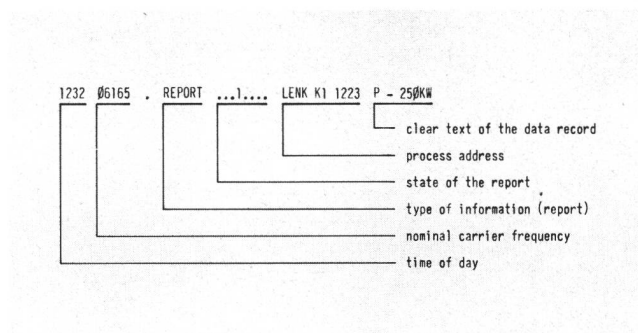 1232 Ø6165 . REPORT ...1.... LENK K1 1223 P - 25ØKW
clear text of the data record
process address
state of the report
type of information (report)
nominal carrier frequency
time of day